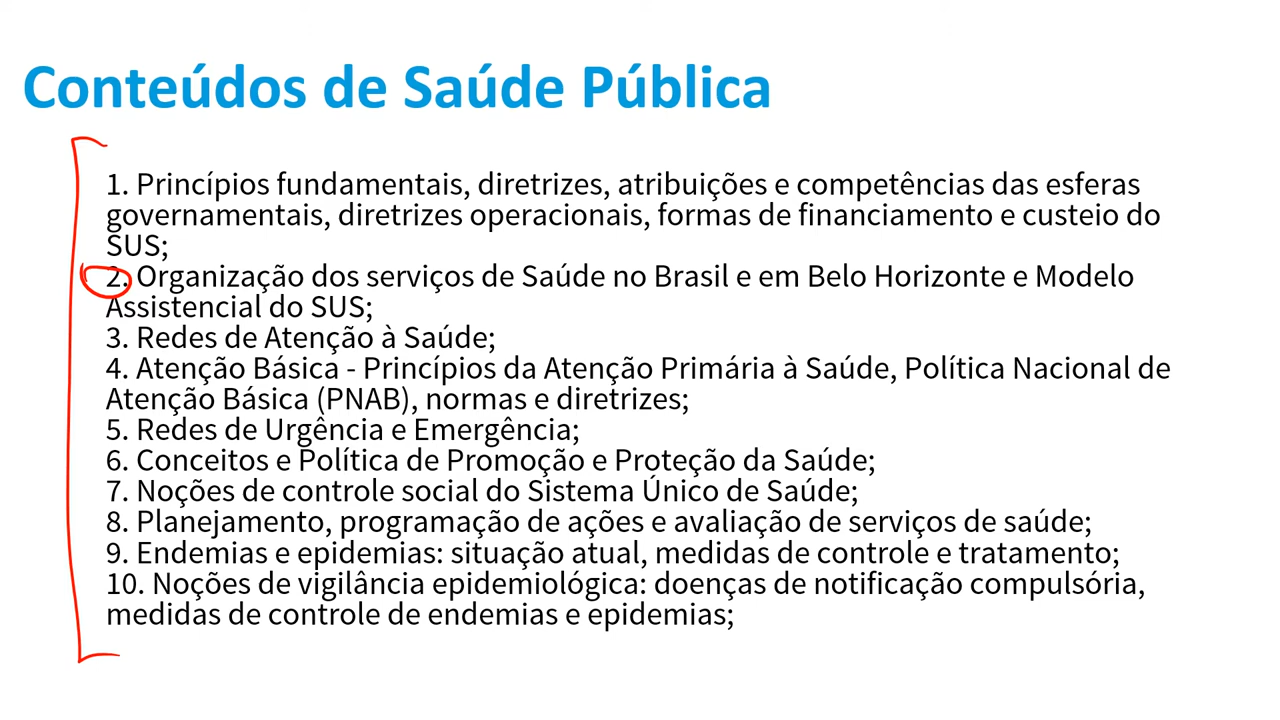 Conteúdos de Saúde Pública
1. Princípios fundamentais, diretrizes, atribuições e competências das esferas
governamentais, diretrizes operacionais, formas de financiamento e custeio do
SUS;
2. Organização dos serviços de Saúde no Brasil e em Belo Horizonte e Modelo
Assistencial do SUS;
3. Redes de Atenção à Saúde;
4. Atenção Básica - Princípios da Atenção Primária à Saúde, Política Nacional de
Atenção Básica (PNAB), normas e diretrizes;
5. Redes de Urgência e Emergência;
6. Conceitos e Política de Promoção e Proteção da Saúde;
7. Noções de controle social do Sistema Único de Saúde;
8. Planejamento, programação de ações e avaliação de serviços de saúde;
9. Endemias e epidemias: situação atual, medidas de controle e tratamento;
10. Noções de vigilância epidemiológica: doenças de notificação compulsória,
medidas de controle de endemias e epidemias;